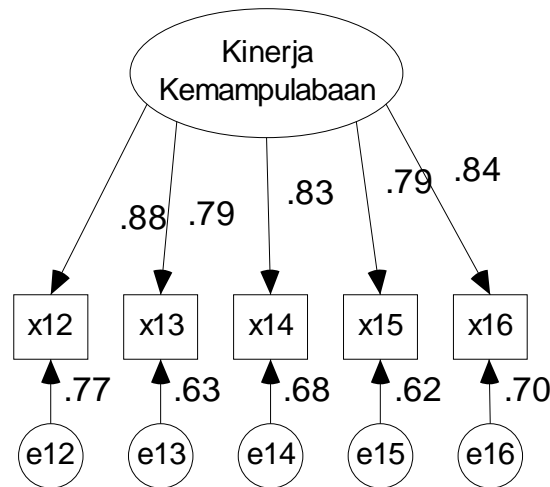 Kinerja
Kemampulabaan
.88 .79 .83 .79 .84
x12 x13 x14 x15 x16
.77 .63 .68 .62 .70
e12 e13 e14 e15 e16